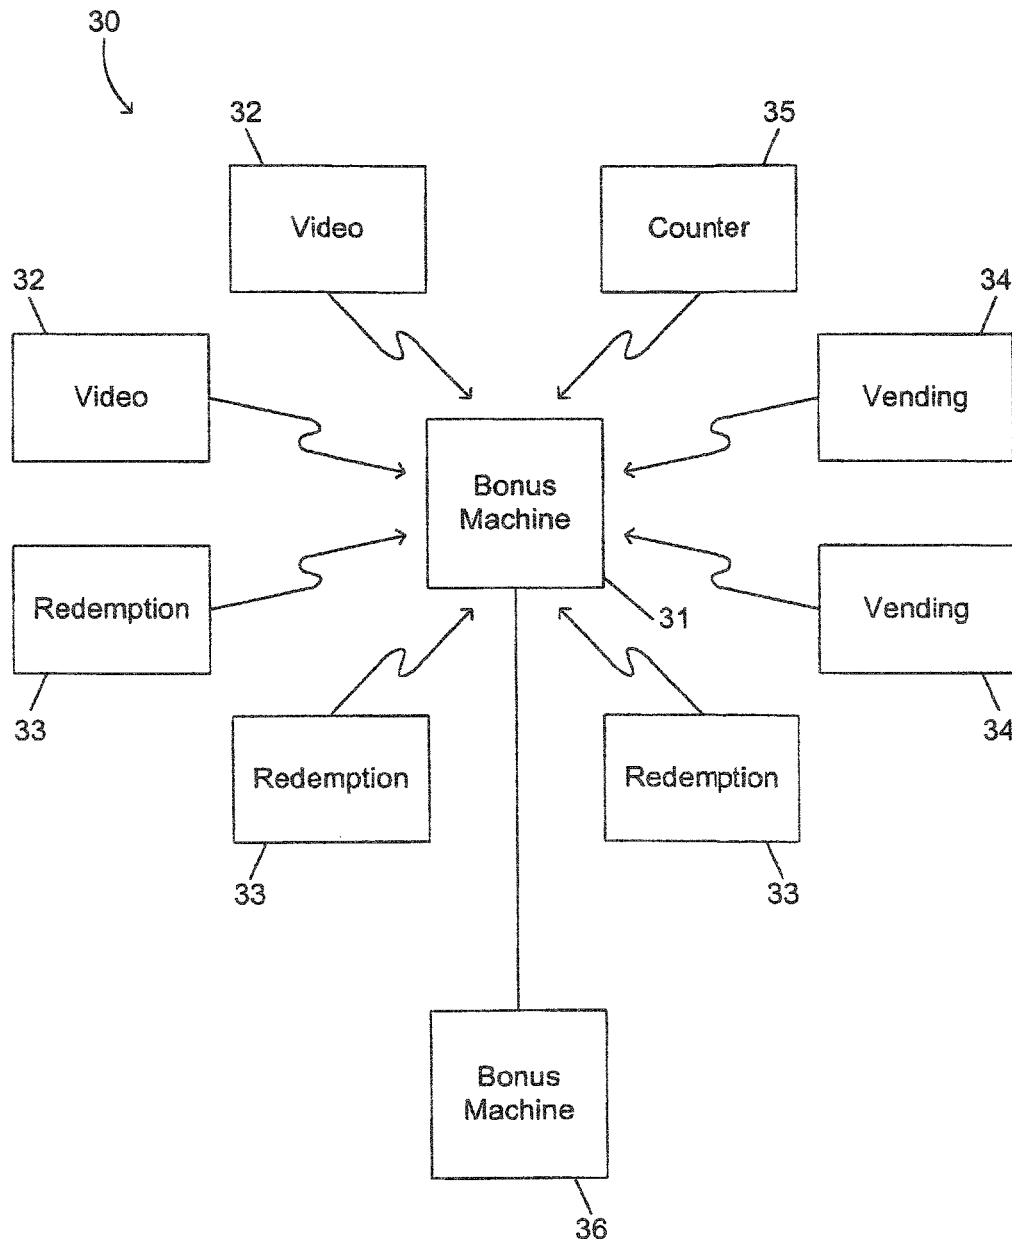 30
32
35
Video
Counter
32
34
Video
Vending
Bonus
Machine
Redemption
Vending
31
33
34
Redemption
Redemption
33
33
Bonus
Machine
36